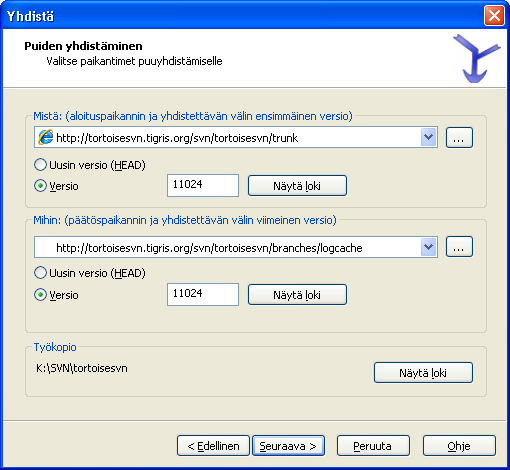 Yhdistä
Puiden yhdistäminen
Valitse paikantimet puuyhdistämiselle
Mistä: (aloituspaikannin ja yhdistettävän välin ensimmäinen versio)
http://tortoisesvn.tigris.org/svn/tortoisesvn/trunk ...
Uusin versio (HEAD)
Versio 11024 Näytä loki
Mihin: (päätöspaikannin ja yhdistettävän välin viimeinen versio)
http://tortoisesvn.tigris.org/svn/tortoisesvn/branches/logcache ...
Uusin versio (HEAD)
Versio 11024 Näytä loki
Työkopio
K:\SVN\tortoisesvn Näytä loki
< Edellinen Seuraava > Peruuta Ohje